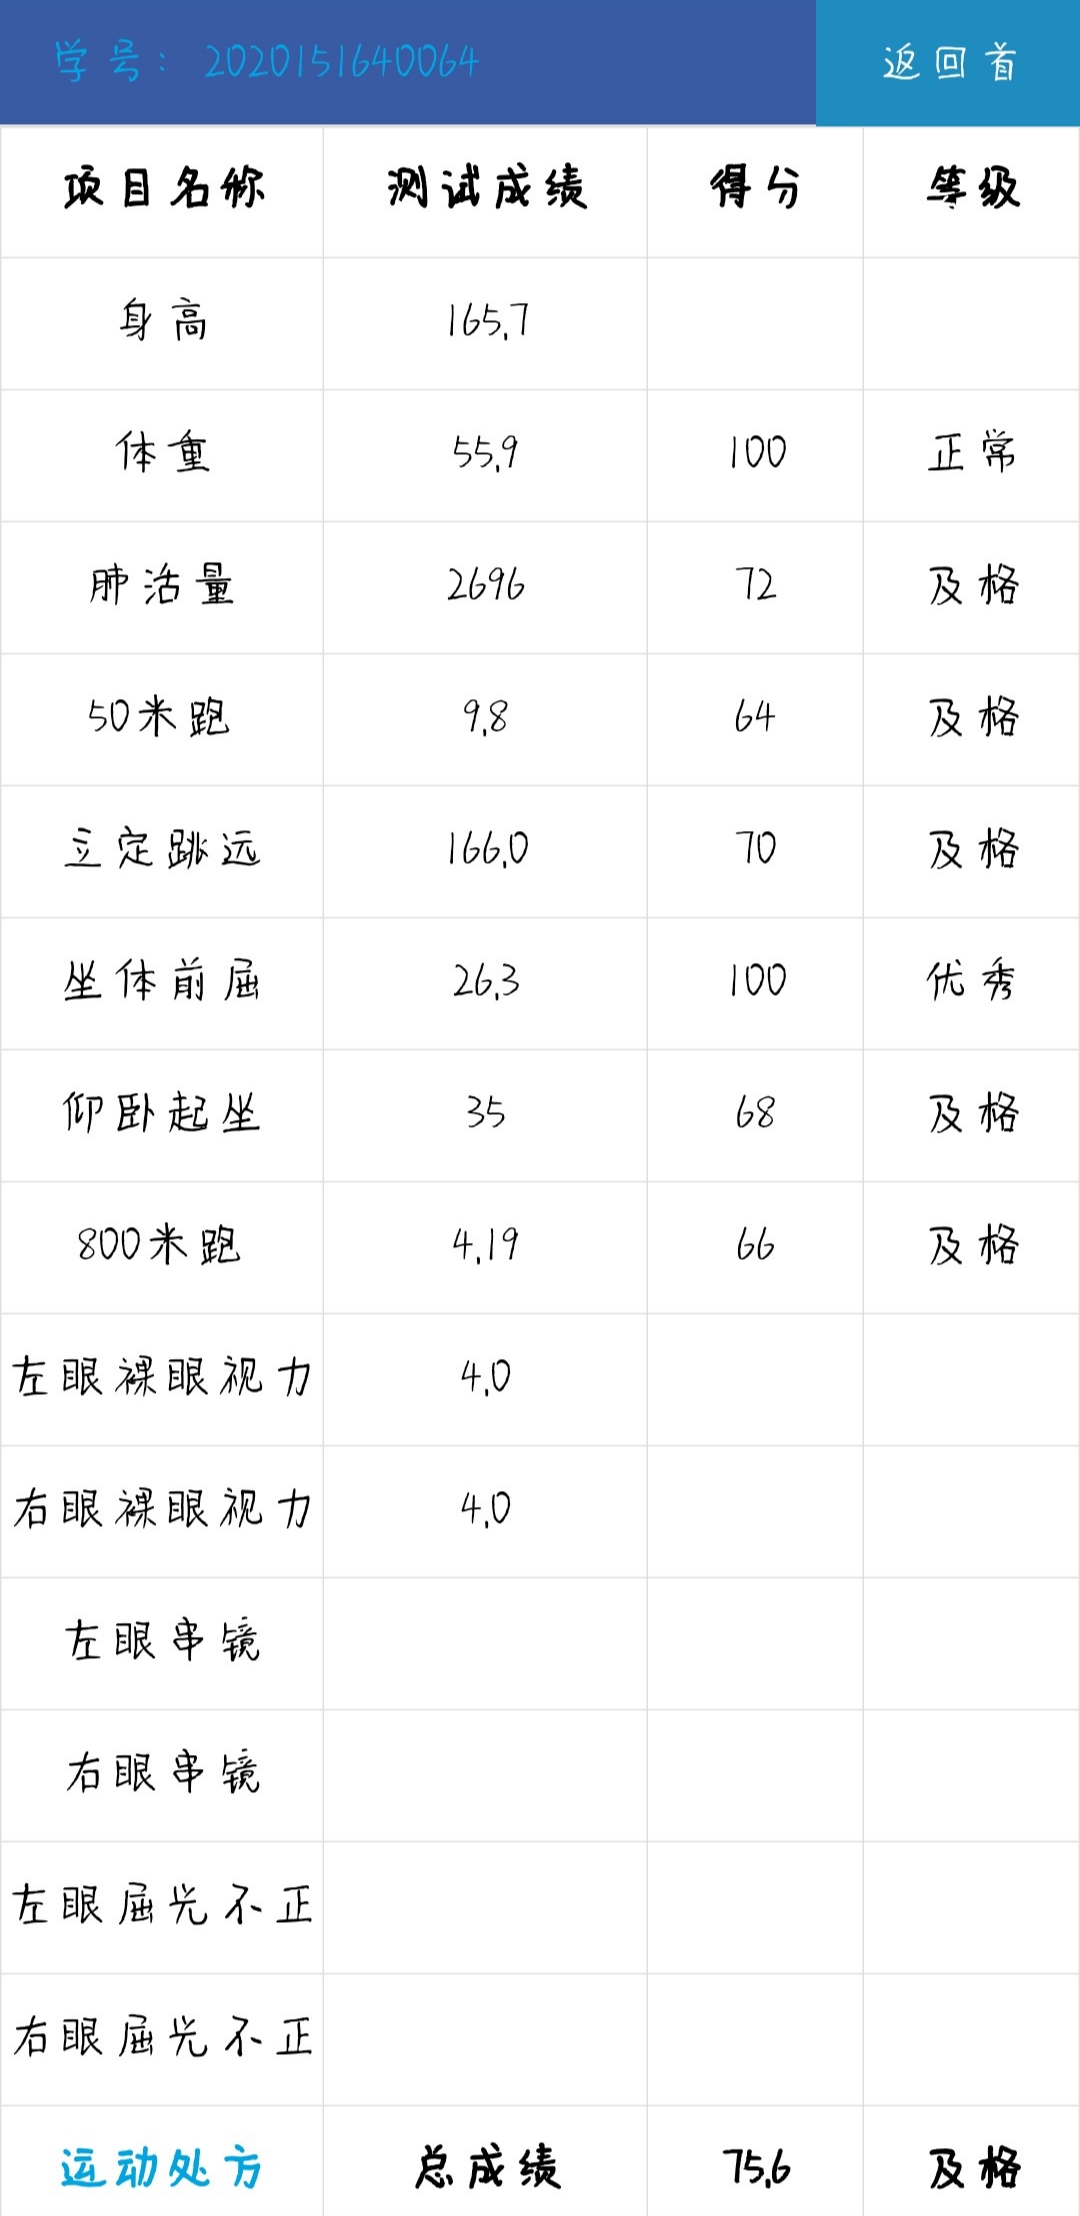 学号：2020151640064 返回首
项目名称 测试成绩 得分 等级
身高 165.7
体重 55.9 100 正常
肺活量 2696 72 及格
50米跑 9.8 64 及格
立定跳远 166.0 70 及格
坐体前屈 26.3 100 优秀
仰卧起坐 35 68 及格
800米跑 4.19 66 及格
左眼裸眼视力 4.0
右眼裸眼视力 4.0
左眼串镜
右眼串镜
左眼屈光不正
右眼屈光不正
运动处方 总成绩 75.6 及格